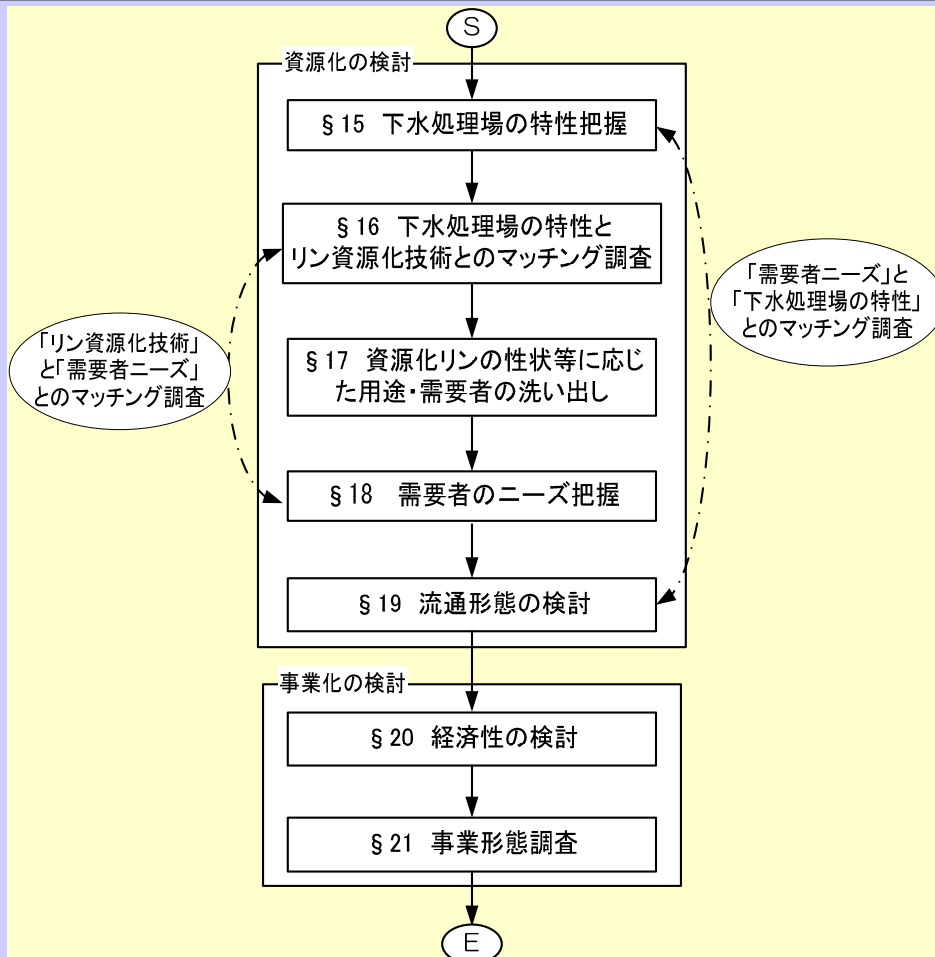 S
資源化の検討
§15 下水処理場の特性把握
§16 下水処理場の特性と
リン資源化技術とのマッチング調査
「需要者ニーズ」と
「下水処理場の特性」
とのマッチング調査
「リン資源化技術」
と「需要者ニーズ」
とのマッチング調査
§17 資源化リンの性状等に応じ
た用途・需要者の洗い出し
§18 需要者のニーズ把握
§19 流通形態の検討
事業化の検討
§20 経済性の検討
§21 事業形態調査
E